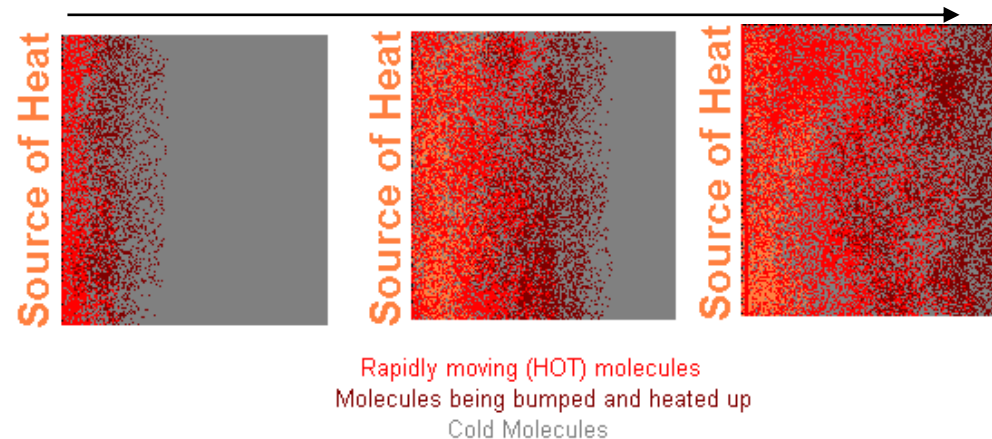 Source of Heat
Source of Heat
Source of Heat
Rapidly moving (HOT) molecules
Molecules being bumped and heated up
Cold Molecules